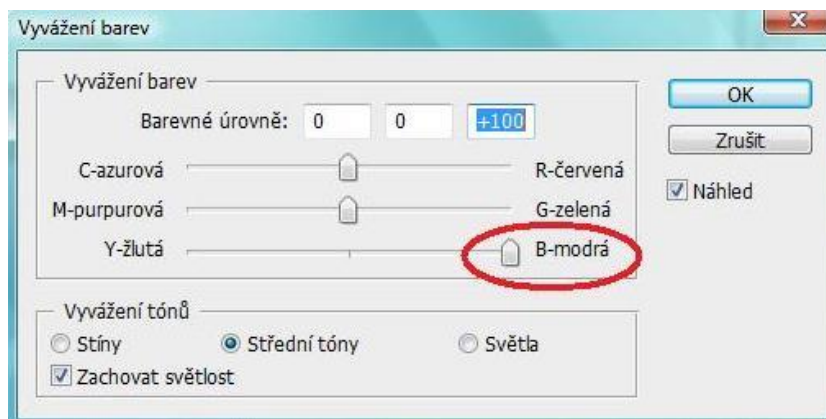 Vyvážení barev
Vyvážení barev
Barevné úrovně: 0 0 +100
C-azurová R-červená
M-purpurová G-zelená
Y-žlutá B-modrá
OK
Zrušit
Náhled
Vyvážení tónů
Stíny Střední tóny Světla
Zachovat světlost